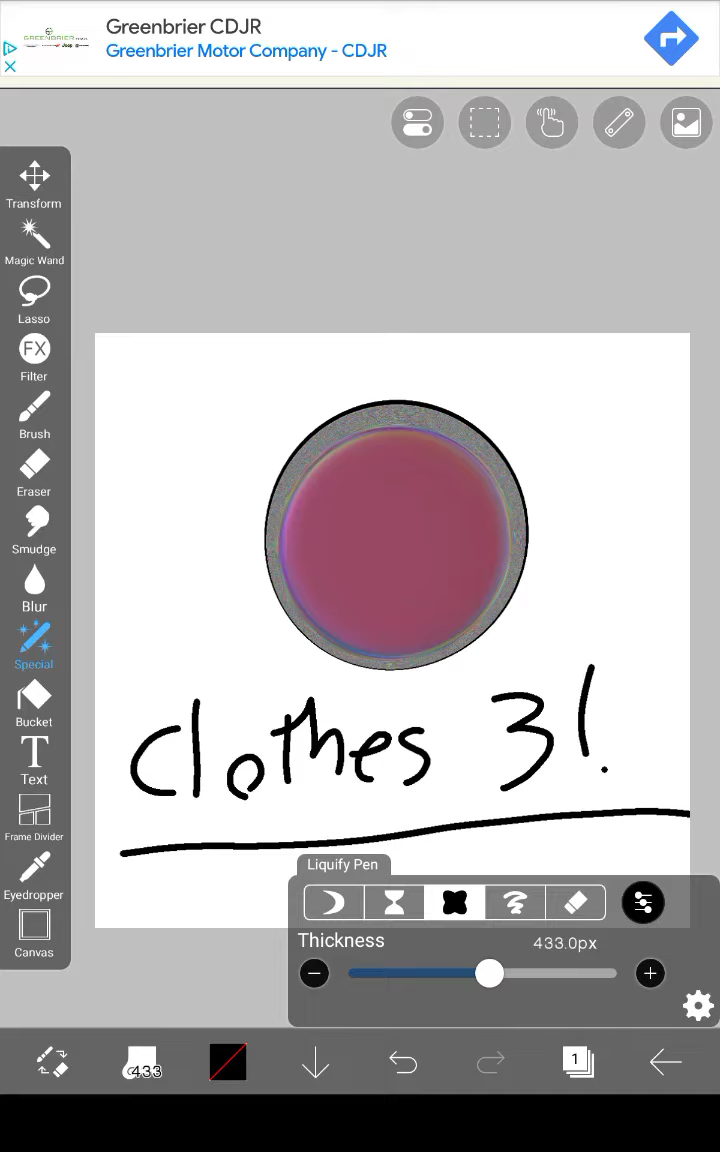 Greenbrier CDJR
GREENBRIER
Greenbrier Motor Company - CDJR
Transform
Magic Wand
Lasso
FX
Filter
Brush
Eraser
Smudge
Blur
Special
Bucket
T
Text
Frame Divider
Eyedropper
Canvas
clothes 3!
Liquify Pen
Thickness 433.0px
433
1